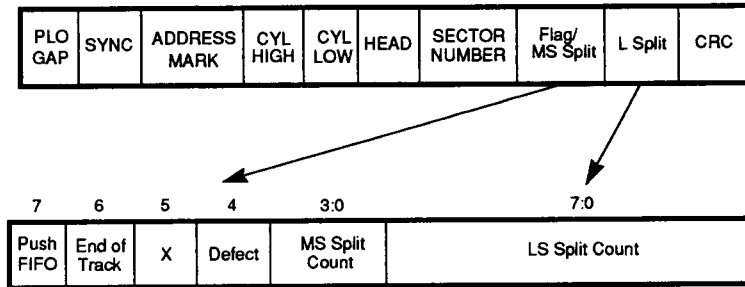 PLO GAP SYNC ADDRESS MARK CYL HIGH CYL LOW HEAD SECTOR NUMBER Flag/ MS Split L Split CRC
7 6 5 4 3:0 7:0
Push FIFO End of Track X Defect MS Split Count LS Split Count